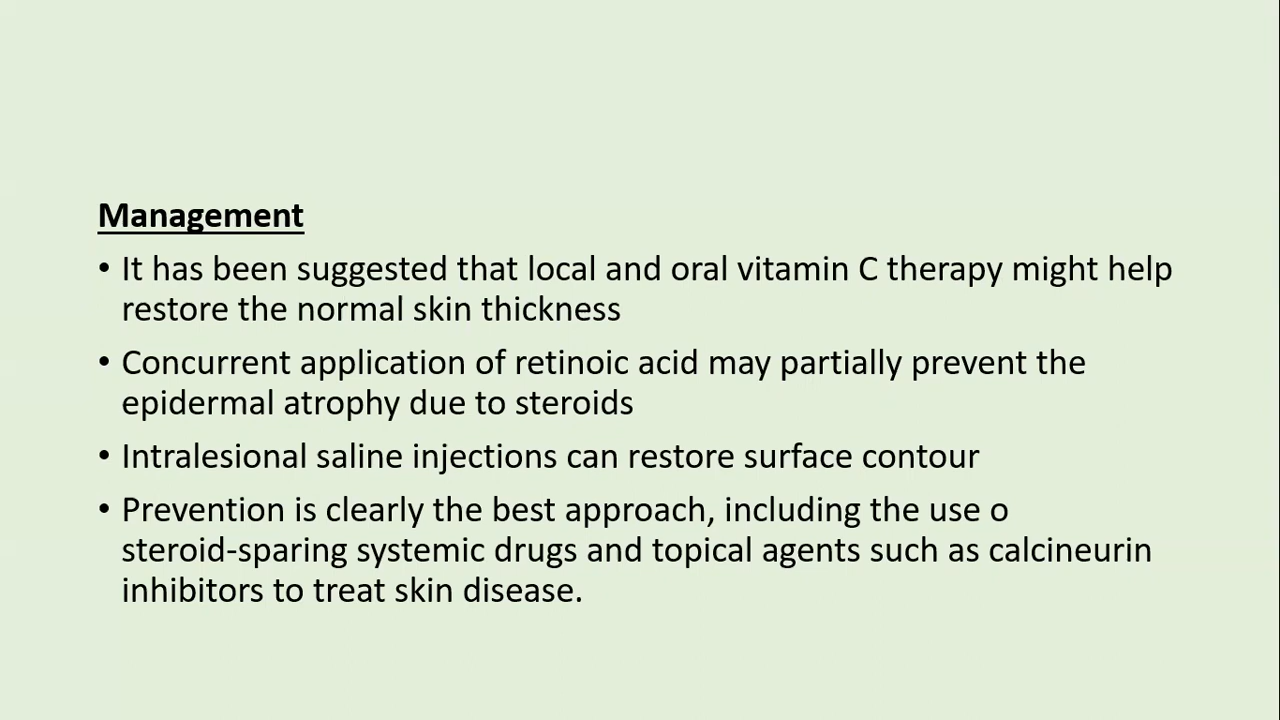 Management
• It has been suggested that local and oral vitamin C therapy might help
restore the normal skin thickness
• Concurrent application of retinoic acid may partially prevent the
epidermal atrophy due to steroids
• Intralesional saline injections can restore surface contour
• Prevention is clearly the best approach, including the use o
steroid-sparing systemic drugs and topical agents such as calcineurin
inhibitors to treat skin disease.